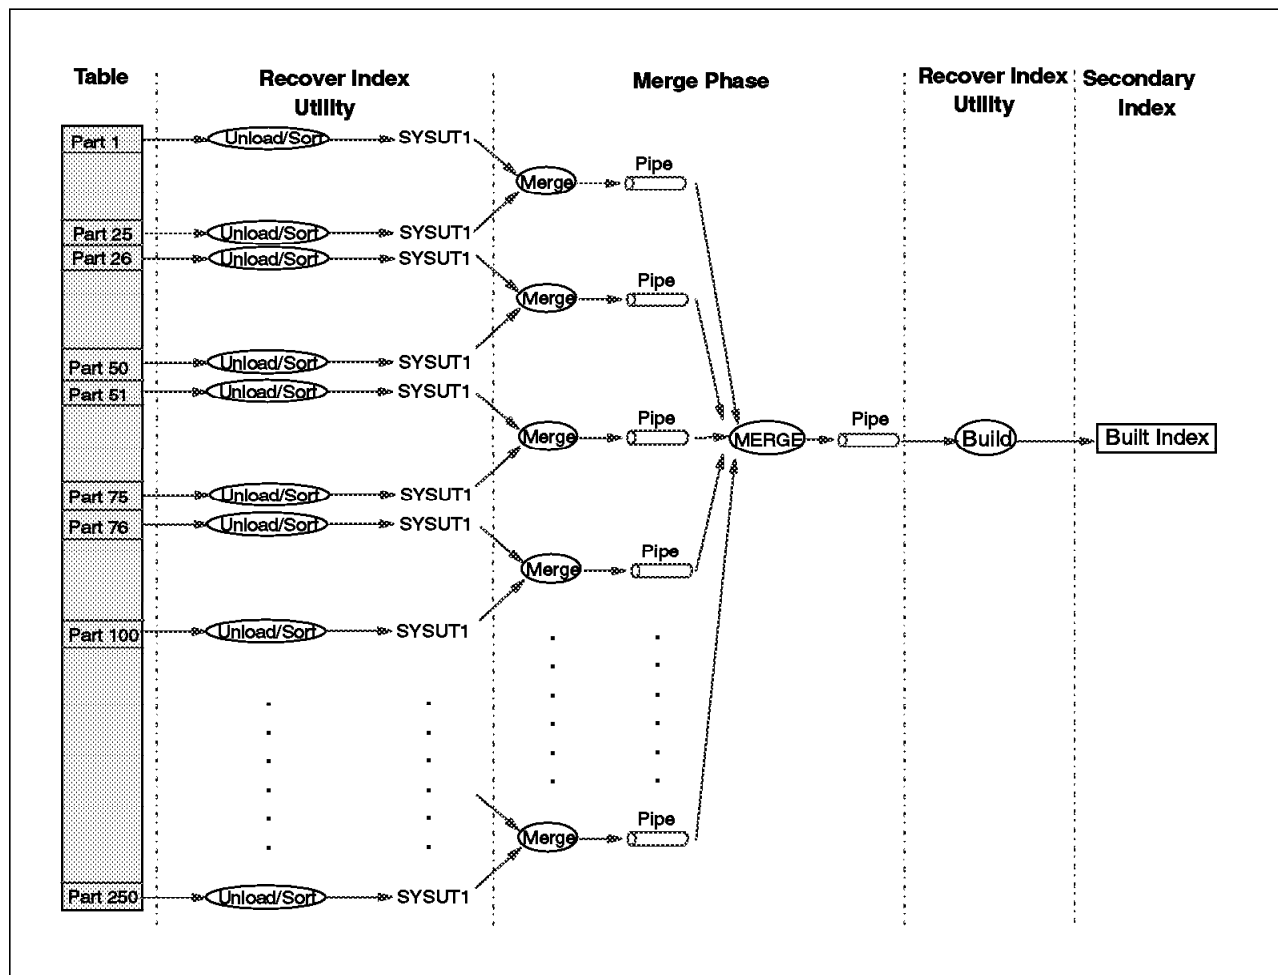 Table
Recover Index
Utility
Merge Phase
Recover Index
Utility
Secondary
Index
Part 1
Unload/Sort
SYSUT1
Merge
Pipe
Part 25
Unload/Sort
SYSUT1
Part 26
Unload/Sort
SYSUT1
Merge
Pipe
Part 50
Unload/Sort
SYSUT1
Part 51
Unload/Sort
SYSUT1
Merge
Pipe
MERGE
Pipe
Build
Built Index
Part 75
Unload/Sort
SYSUT1
Part 76
Unload/Sort
SYSUT1
Merge
Pipe
Part 100
Unload/Sort
SYSUT1
Merge
Pipe
Part 250
Unload/Sort
SYSUT1